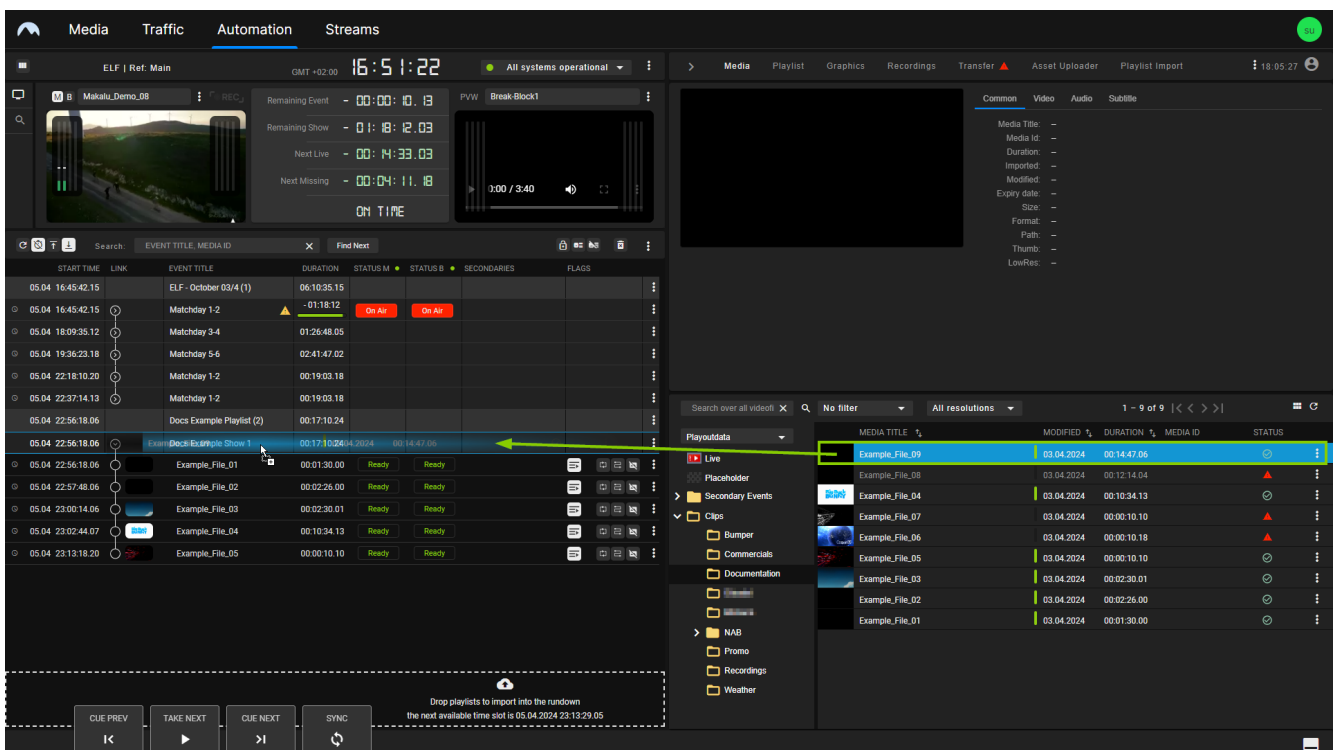 Media Traffic Automation Streams
SU
ELF | Ref: Main
GMT +02:00 16:51:22
All systems operational
Media Playlist Graphics Recordings Transfer Asset Uploader Playlist Import
18:05:27
M B Makalu_Demo_08
REC
Remaining Event - 00:00:10.13
Remaining Show - 01:18:12.03
Next Live - 00:14:33.03
Next Missing - 00:04:11.18
ON TIME
PVW Break-Block1
0:00 / 3:40
Common Video Audio Subtitle
Media Title: –
Media Id: –
Duration: –
Imported: –
Modified: –
Expiry date: –
Size: –
Format: –
Path: –
Thumb: –
LowRes: –
Search: EVENT TITLE, MEDIA ID
Find Next
START TIME LINK EVENT TITLE DURATION STATUS M STATUS B SECONDARIES FLAGS
05.04 16:45:42.15 ELF - October 03/4 (1) 06:10:35.15
05.04 16:45:42.15 Matchday 1-2 - 01:18:12 On Air On Air
05.04 18:09:35.12 Matchday 3-4 01:26:48.05
05.04 19:36:23.18 Matchday 5-6 02:41:47.02
05.04 22:18:10.20 Matchday 1-2 00:19:03.18
05.04 22:37:14.13 Matchday 1-2 00:19:03.18
05.04 22:56:18.06 Docs Example Playlist (2) 00:17:10.24
05.04 22:56:18.06 Docs Example Show 1 00:17:10.24
Example_File_09 03.04.2024 00:14:47.06
05.04 22:56:18.06 Example_File_01 00:01:30.00 Ready Ready
05.04 22:57:48.06 Example_File_02 00:02:26.00 Ready Ready
05.04 23:00:14.06 Example_File_03 00:02:30.01 Ready Ready
05.04 23:02:44.07 Example_File_04 00:10:34.13 Ready Ready
05.04 23:13:18.20 Example_File_05 00:00:10.10 Ready Ready
Drop playlists to import into the rundown
the next available time slot is 05.04.2024 23:13:29.05
CUE PREV TAKE NEXT CUE NEXT SYNC
Search over all videofi
No filter
All resolutions
1 – 9 of 9
Playoutdata
Live
Placeholder
Secondary Events
Clips
Bumper
Commercials
Documentation
NAB
Promo
Recordings
Weather
MEDIA TITLE MODIFIED DURATION MEDIA ID STATUS
Example_File_09 03.04.2024 00:14:47.06
Example_File_08 03.04.2024 00:12:14.04
Example_File_04 03.04.2024 00:10:34.13
Example_File_07 03.04.2024 00:00:10.10
Example_File_06 03.04.2024 00:00:10.18
Example_File_05 03.04.2024 00:00:10.10
Example_File_03 03.04.2024 00:02:30.01
Example_File_02 03.04.2024 00:02:26.00
Example_File_01 03.04.2024 00:01:30.00